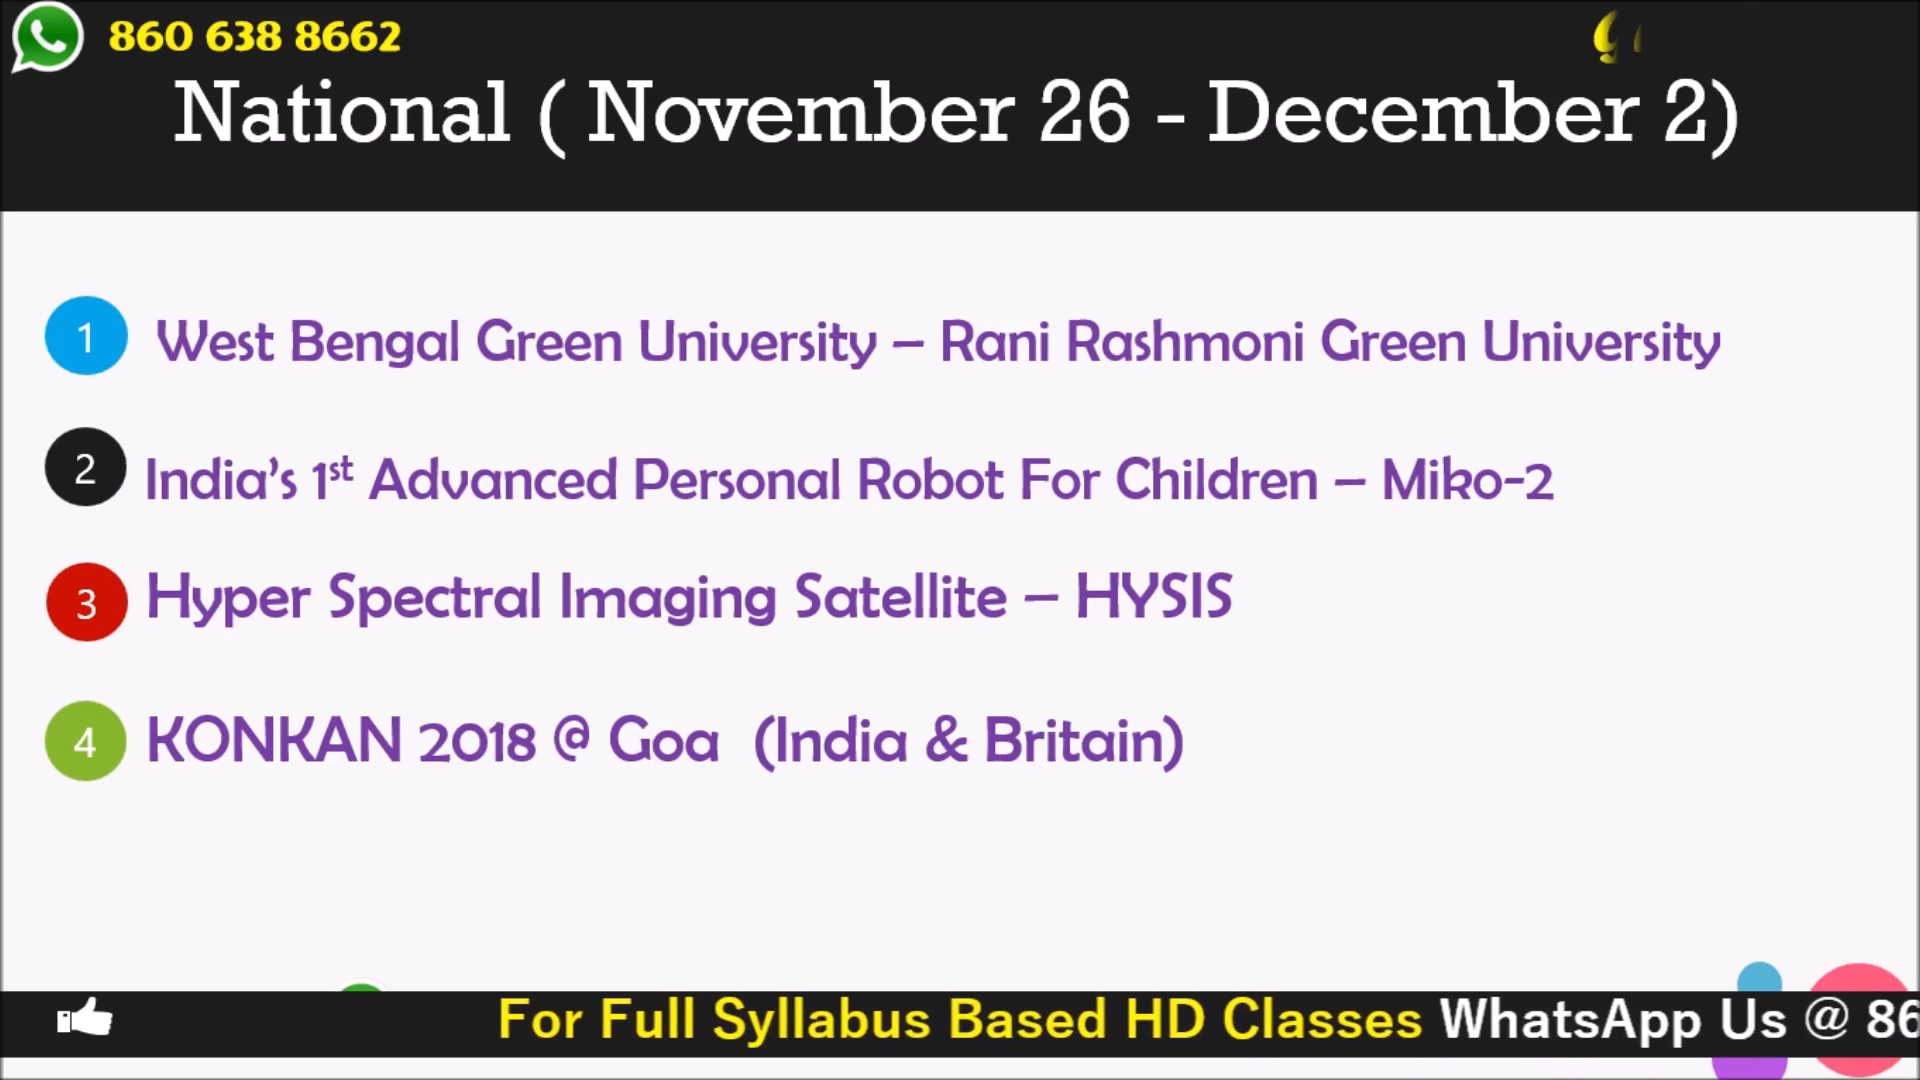 860 638 8662
National ( November 26 - December 2)
1 West Bengal Green University – Rani Rashmoni Green University
2 India's 1st Advanced Personal Robot For Children – Miko-2
3 Hyper Spectral Imaging Satellite – HYSIS
4 KONKAN 2018 @ Goa (India & Britain)
For Full Syllabus Based HD Classes WhatsApp Us @ 86